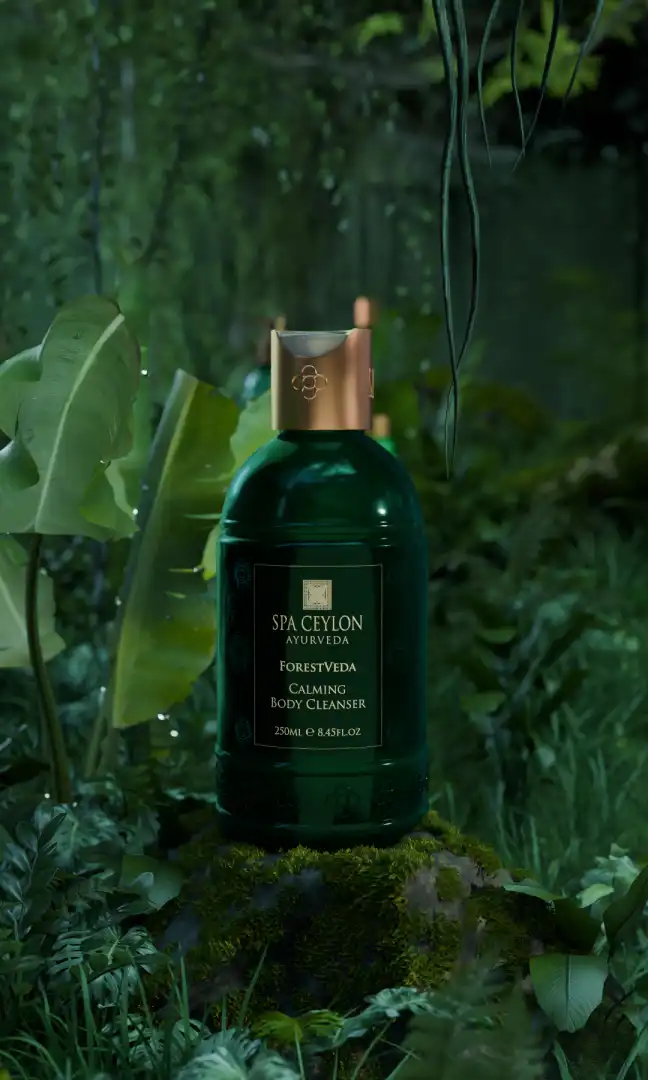 SPA CEYLON
AYURVEDA
FORESTVEDA
CALMING
BODY CLEANSER
250ML ℮ 8.45FL.OZ